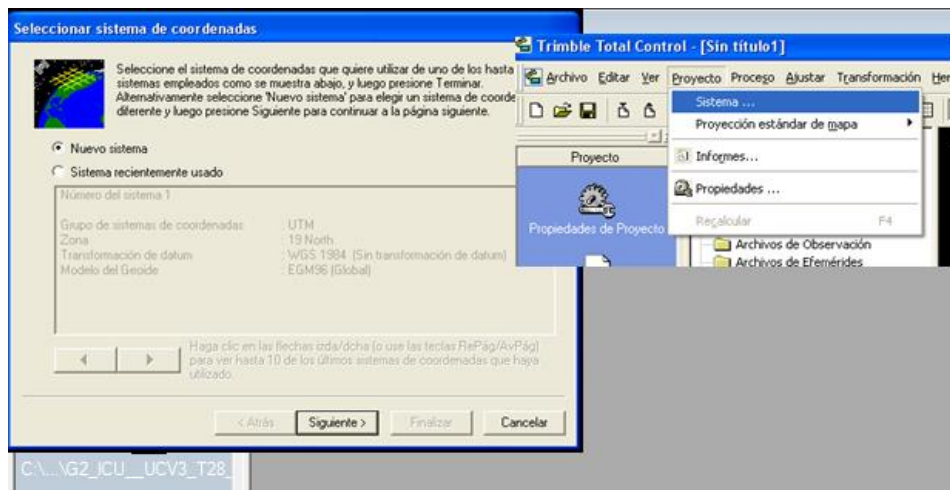 Seleccionar sistema de coordenadas
Seleccione el sistema de coordenadas que quiere utilizar de uno de los hasta
sistemas empleados como se muestra abajo, y luego presione Terminar.
Alternativamente seleccione 'Nuevo sistema' para elegir un sistema de coorde
diferente y luego presione Siguiente para continuar a la página siguiente.
Nuevo sistema
Sistema recientemente usado
Número del sistema 1
Grupo de sistemas de coordenadas : UTM
Zona : 19 North
Transformación de datum : WGS 1984 (Sin transformación de datum)
Modelo del Geoide : EGM96 (Global)
Haga clic en las flechas izda/dcha (o use las teclas RePág/AvPág)
para ver hasta 10 de los últimos sistemas de coordenadas que haya
utilizado.
< Atrás Siguiente > Finalizar Cancelar
Trimble Total Control - [Sin título1]
Archivo Editar Ver Proyecto Proceso Ajustar Transformación Her
Sistema ...
Proyección estándar de mapa
Informes...
Propiedades ...
Recalcular F4
Proyecto
Propiedades de Proyecto
Archivos de Observación
Archivos de Efemérides
C:\...\G2_ICU__UCV3_T28_